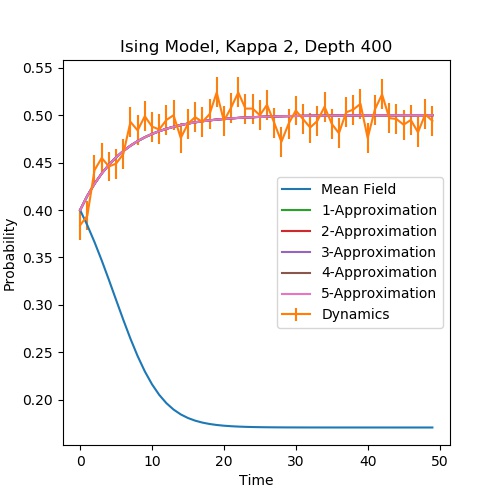 Ising Model, Kappa 2, Depth 400
0.55
0.50
0.45
0.40
0.35
0.30
0.25
0.20
Probability
Mean Field
1-Approximation
2-Approximation
3-Approximation
4-Approximation
5-Approximation
Dynamics
0 10 20 30 40 50
Time